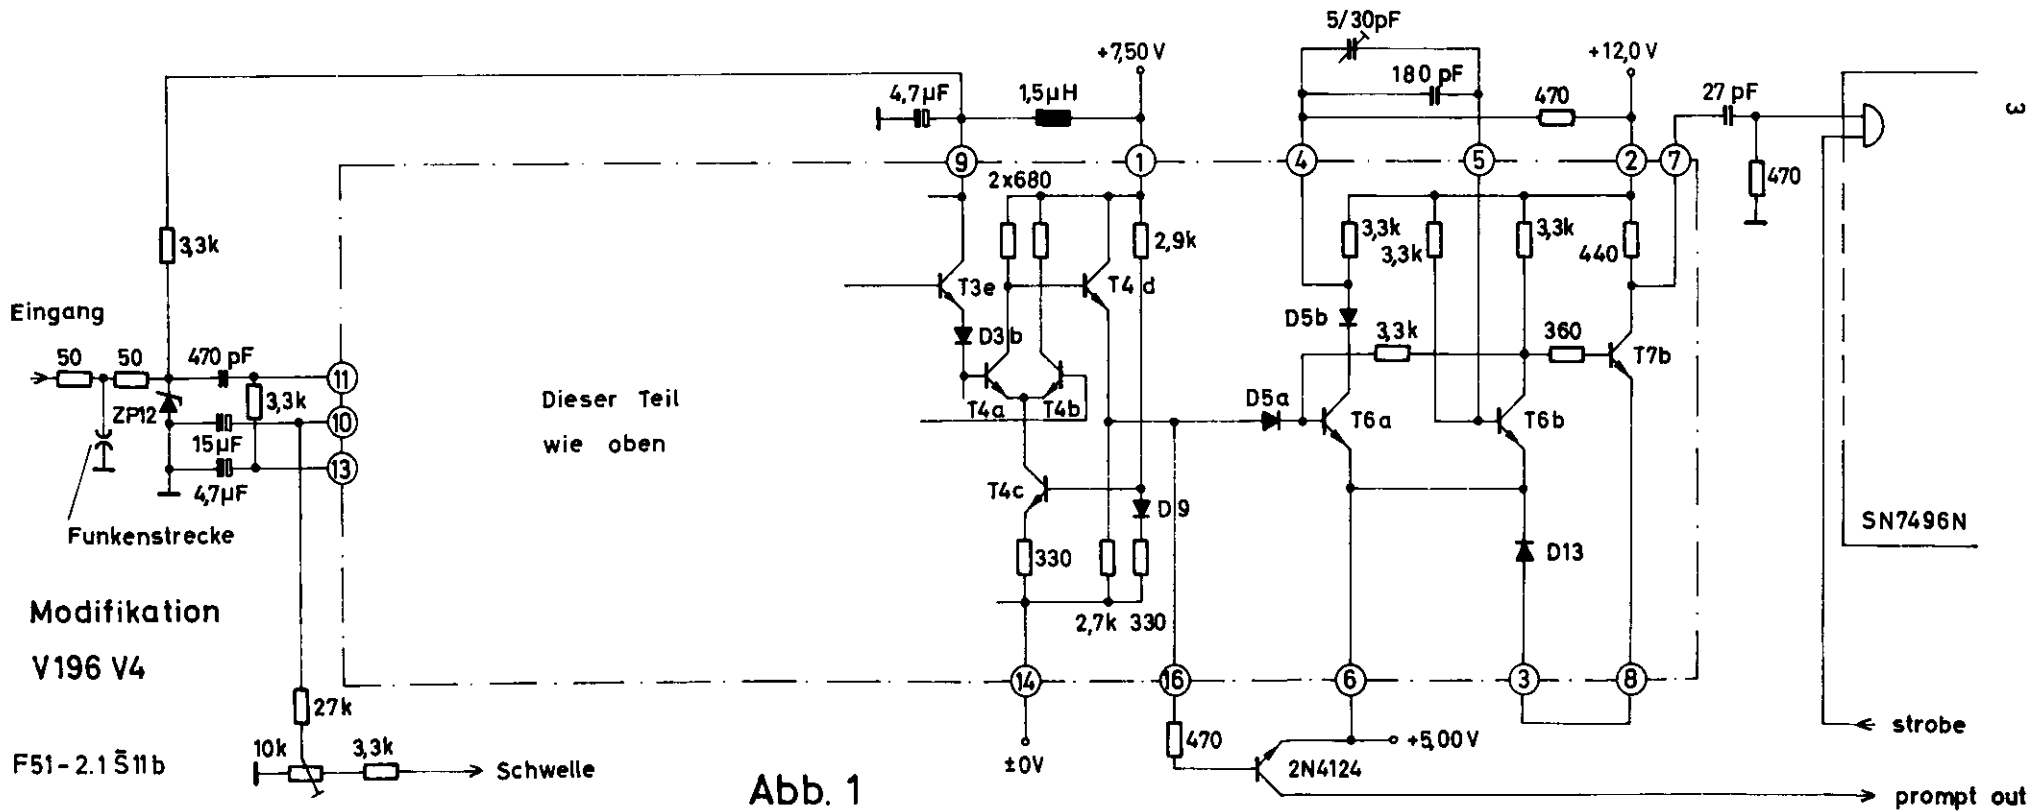 5/30pF
+7,50 V
+12,0 V
180 pF
4,7µF
1,5µH
470
27 pF
3
9
1
4
5
2
7
2x680
470
3,3k
2,9k
3,3k
3,3k
3,3k
440
T3e
T4d
Eingang
D3b
D5b
3,3k
360
T7b
50
50
470 pF
11
ZP12
3,3k
Dieser Teil
wie oben
T4a
T4b
D5a
T6a
T6b
10
15µF
13
4,7µF
T4c
D19
SN7496N
Funkenstrecke
330
D13
Modifikation
2,7k
330
V196 V4
14
16
6
3
8
27k
strobe
470
+5,00V
10k
3,3k
F51-2.1 S̄11b
Schwelle
±0V
2N4124
Abb. 1
prompt out